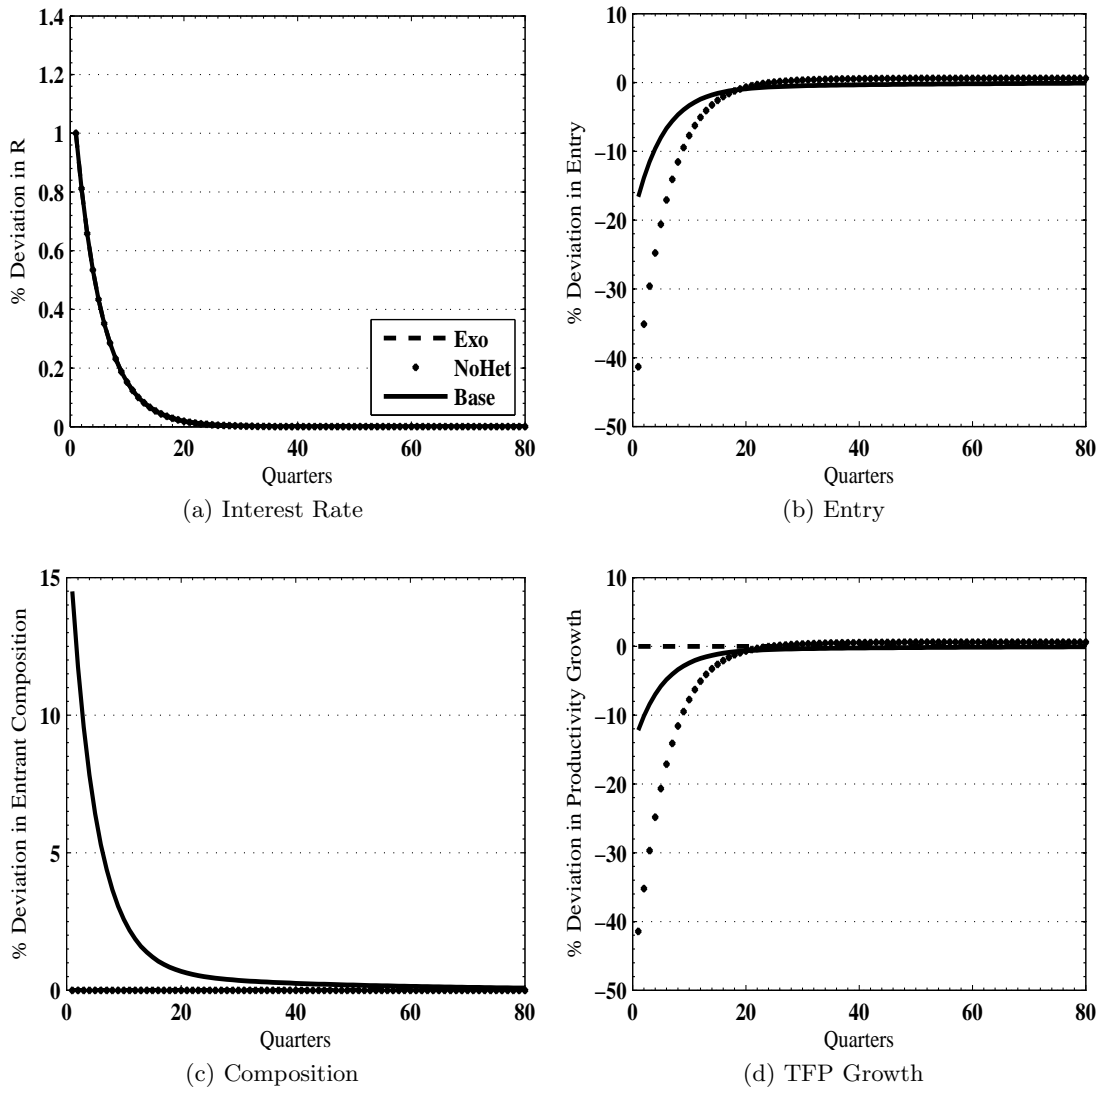 1.4
1.2
1
0.8
0.6
0.4
0.2
0
% Deviation in R
0 20 40 60 80
Quarters
Exo
NoHet
Base
(a) Interest Rate
10
0
−10
−20
−30
−40
−50
% Deviation in Entry
0 20 40 60 80
Quarters
(b) Entry
15
10
5
0
% Deviation in Entrant Composition
0 20 40 60 80
Quarters
(c) Composition
10
0
−10
−20
−30
−40
−50
% Deviation in Productivity Growth
0 20 40 60 80
Quarters
(d) TFP Growth